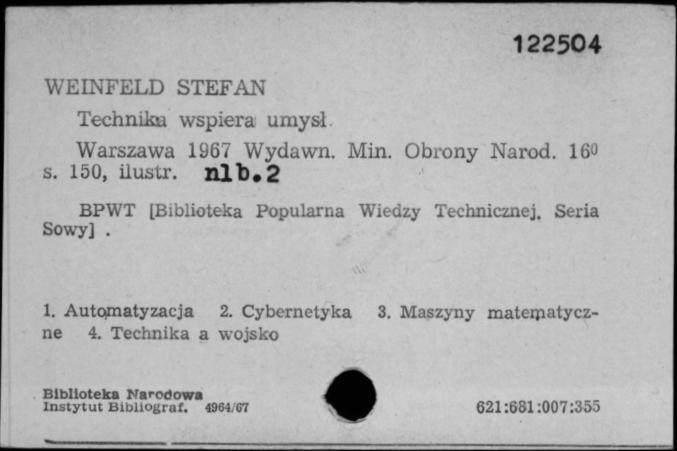 122504
WEINFELD STEFAN
Technika wspiera umysł.
Warszawa 1967 Wydawn. Min. Obrony Narod. 16⁰
s. 150, ilustr. nlb.2
BPWT [Biblioteka Popularna Wiedzy Technicznej. Seria
Sowy] .
1. Automatyzacja 2. Cybernetyka 3. Maszyny matematycz-
ne 4. Technika a wojsko
Biblioteka Narodowa
Instytut Bibliograf. 4964/67
621:681:007:355